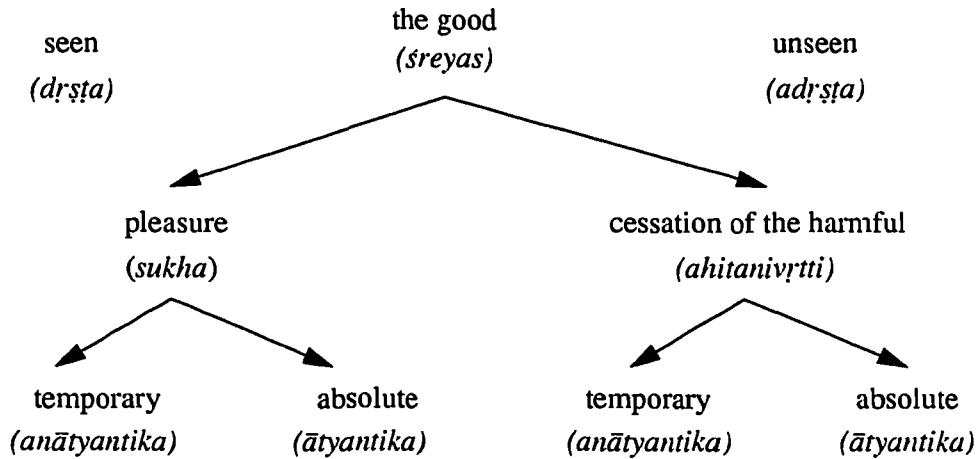 the good
(śreyas)
seen
(dṛṣṭa)
unseen
(adṛṣṭa)
pleasure
(sukha)
cessation of the harmful
(ahitanivṛtti)
temporary
(anātyantika)
absolute
(ātyantika)
temporary
(anātyantika)
absolute
(ātyantika)